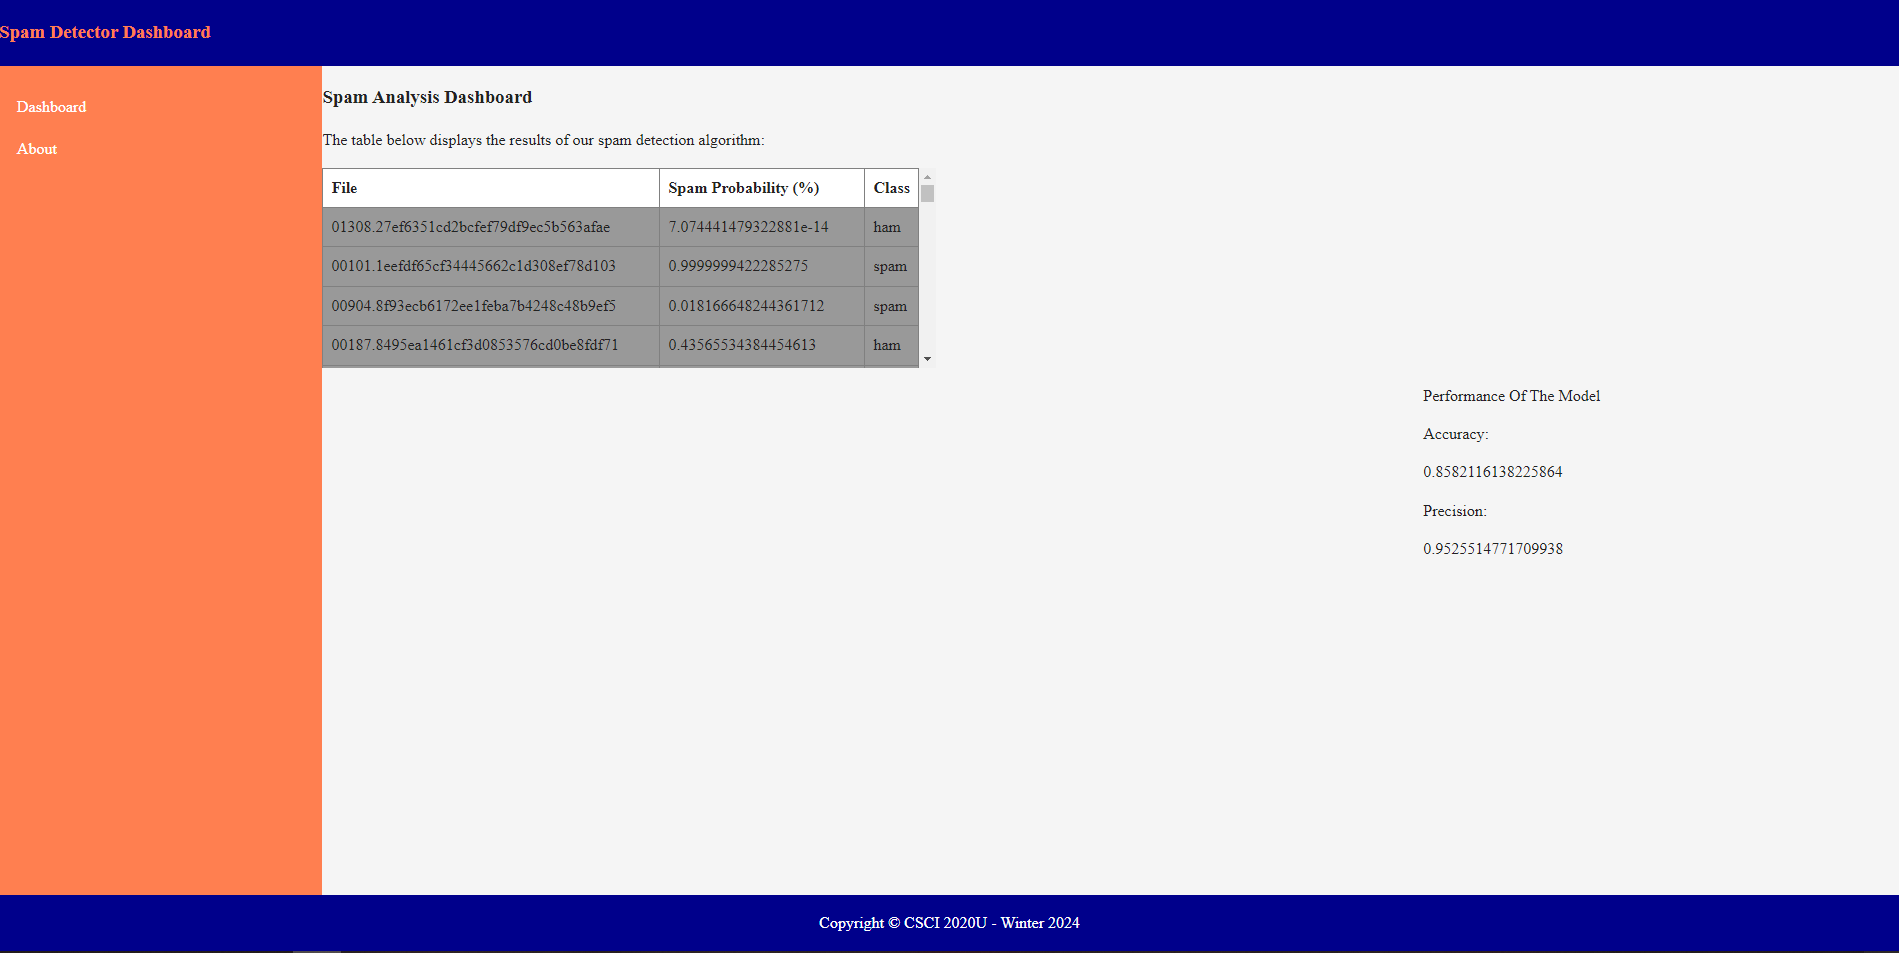 Spam Detector Dashboard
Dashboard
About
Spam Analysis Dashboard
The table below displays the results of our spam detection algorithm:
File Spam Probability (%) Class
01308.27ef6351cd2bcfef79df9ec5b563afae 7.074441479322881e-14 ham
00101.1eefdf65cf34445662c1d308ef78d103 0.9999999422285275 spam
00904.8f93ecb6172ee1feba7b4248c48b9ef5 0.018166648244361712 spam
00187.8495ea1461cf3d0853576cd0be8fdf71 0.43565534384454613 ham
Performance Of The Model
Accuracy:
0.8582116138225864
Precision:
0.9525514771709938
Copyright © CSCI 2020U - Winter 2024